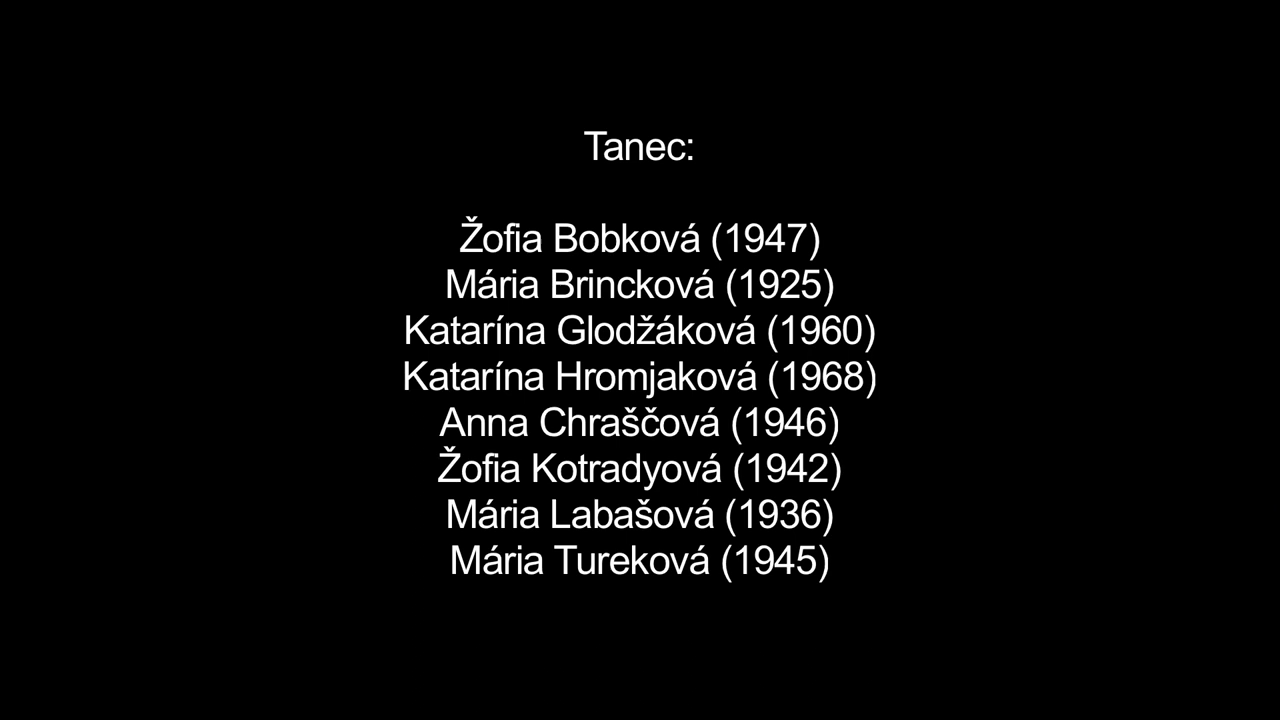 Tanec:
Žofia Bobková (1947)
Mária Brincková (1925)
Katarína Glodžáková (1960)
Katarína Hromjaková (1968)
Anna Chraščová (1946)
Žofia Kotradyová (1942)
Mária Labašová (1936)
Mária Tureková (1945)